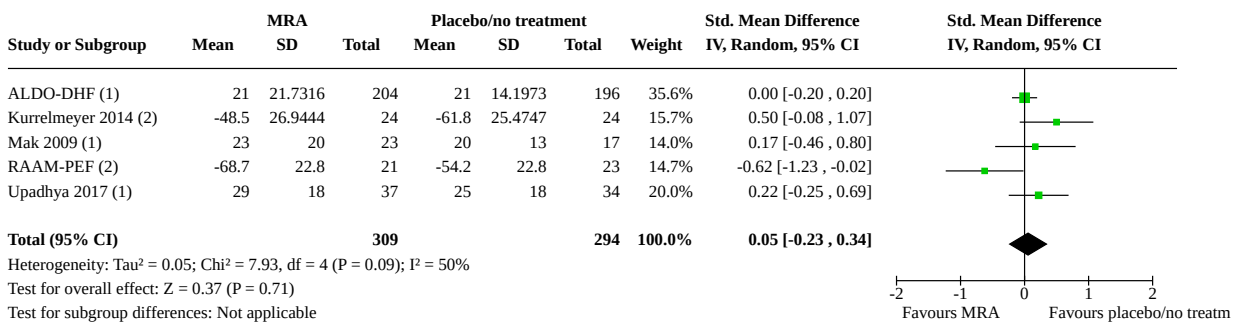 MRA Placebo/no treatment Std. Mean Difference Std. Mean Difference
Study or Subgroup Mean SD Total Mean SD Total Weight IV, Random, 95% CI IV, Random, 95% CI
ALDO-DHF (1) 21 21.7316 204 21 14.1973 196 35.6% 0.00 [-0.20 , 0.20]
Kurrelmeyer 2014 (2) -48.5 26.9444 24 -61.8 25.4747 24 15.7% 0.50 [-0.08 , 1.07]
Mak 2009 (1) 23 20 23 20 13 17 14.0% 0.17 [-0.46 , 0.80]
RAAM-PEF (2) -68.7 22.8 21 -54.2 22.8 23 14.7% -0.62 [-1.23 , -0.02]
Upadhya 2017 (1) 29 18 37 25 18 34 20.0% 0.22 [-0.25 , 0.69]
Total (95% CI) 309 294 100.0% 0.05 [-0.23 , 0.34]
Heterogeneity: Tau² = 0.05; Chi² = 7.93, df = 4 (P = 0.09); I² = 50%
Test for overall effect: Z = 0.37 (P = 0.71)
-2 -1 0 1 2
Test for subgroup differences: Not applicable Favours MRA Favours placebo/no treatm